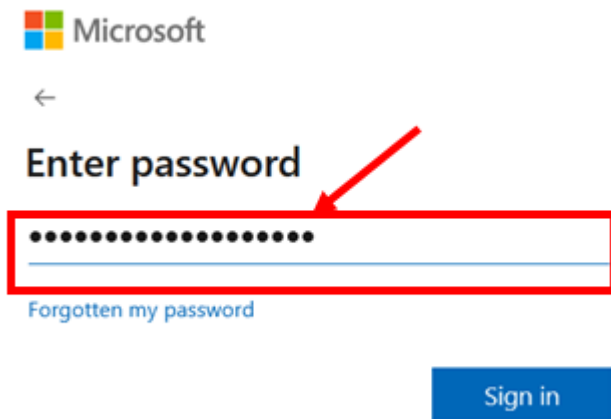 Microsoft
←
Enter password
●●●●●●●●●●●●●●●●●●●
Forgotten my password
Sign in